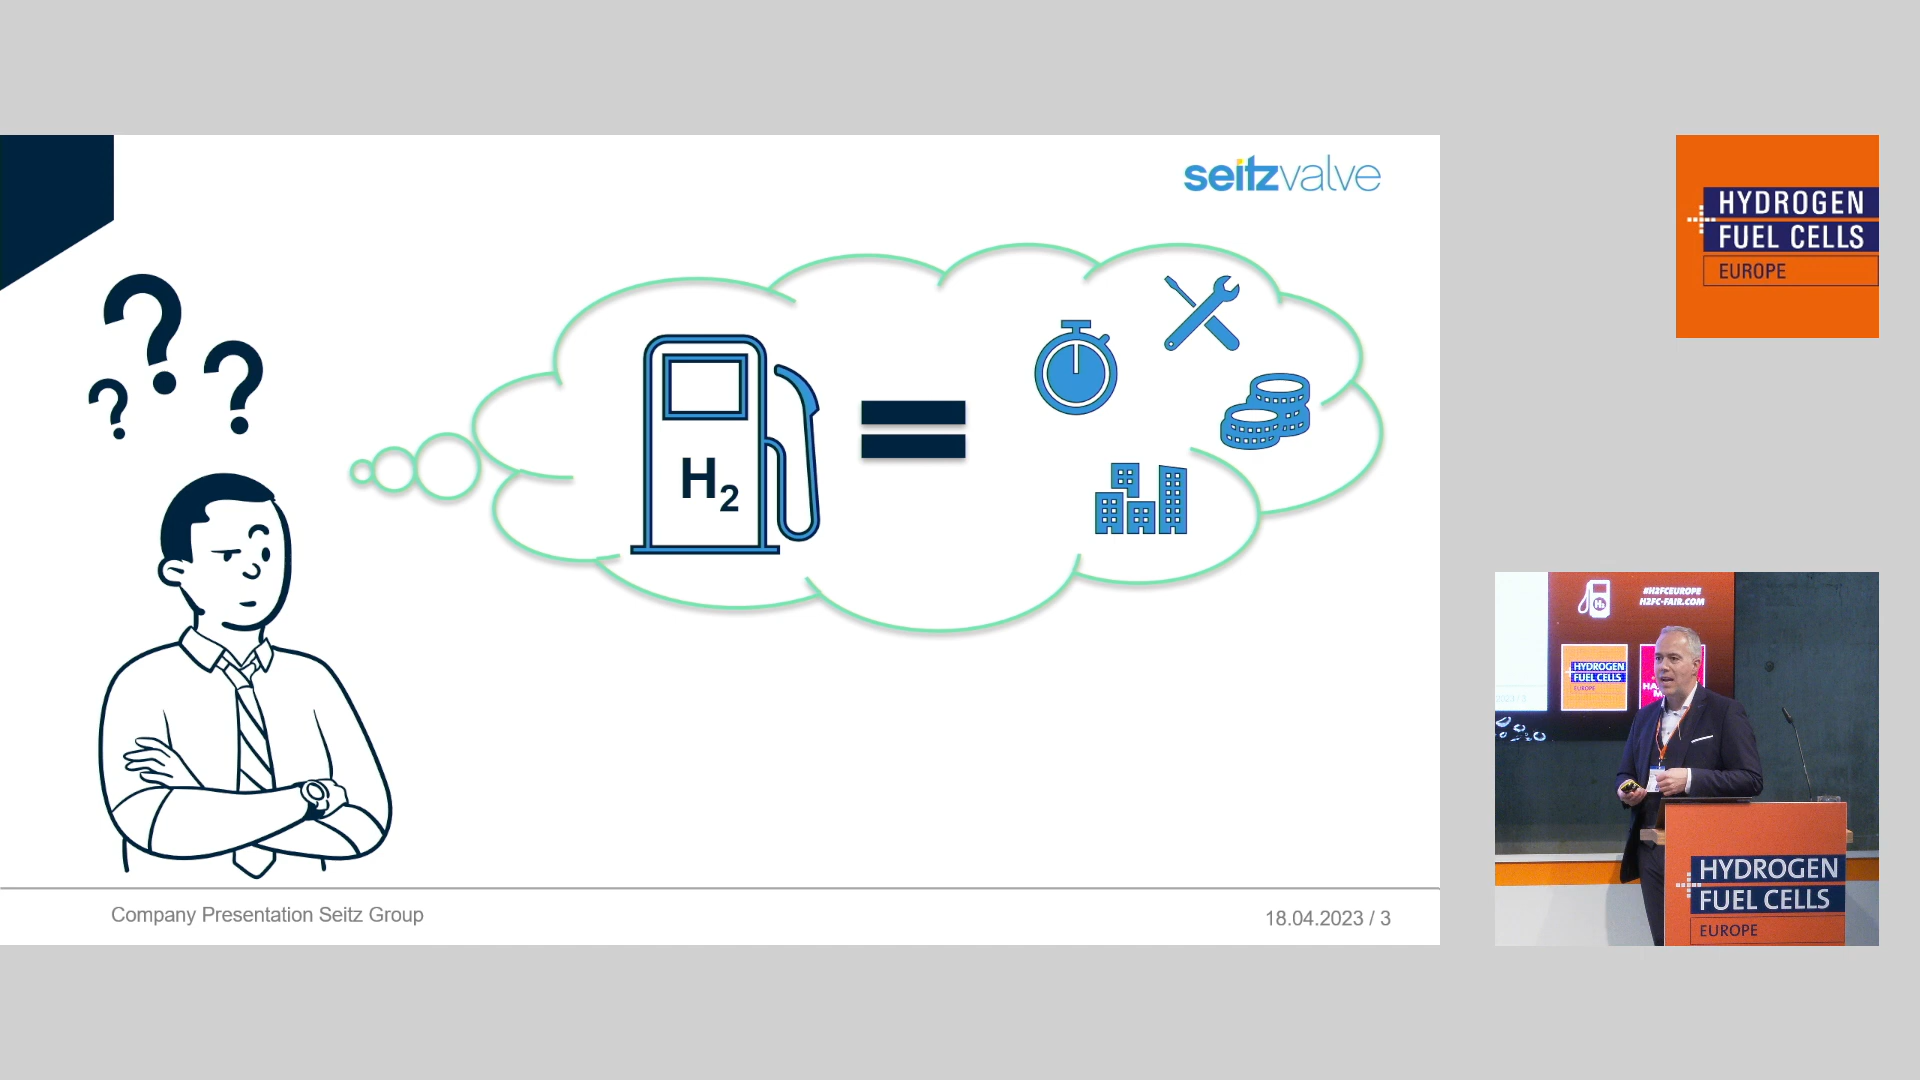 seitzvalve
? ? ?
H2
=
Company Presentation Seitz Group
18.04.2023 / 3
HYDROGEN
FUEL CELLS
EUROPE
#H2FCEUROPE
H2FC-FAIR.COM
H2
HYDROGEN
FUEL CELLS
EUROPE
HYDROGEN
FUEL CELLS
EUROPE